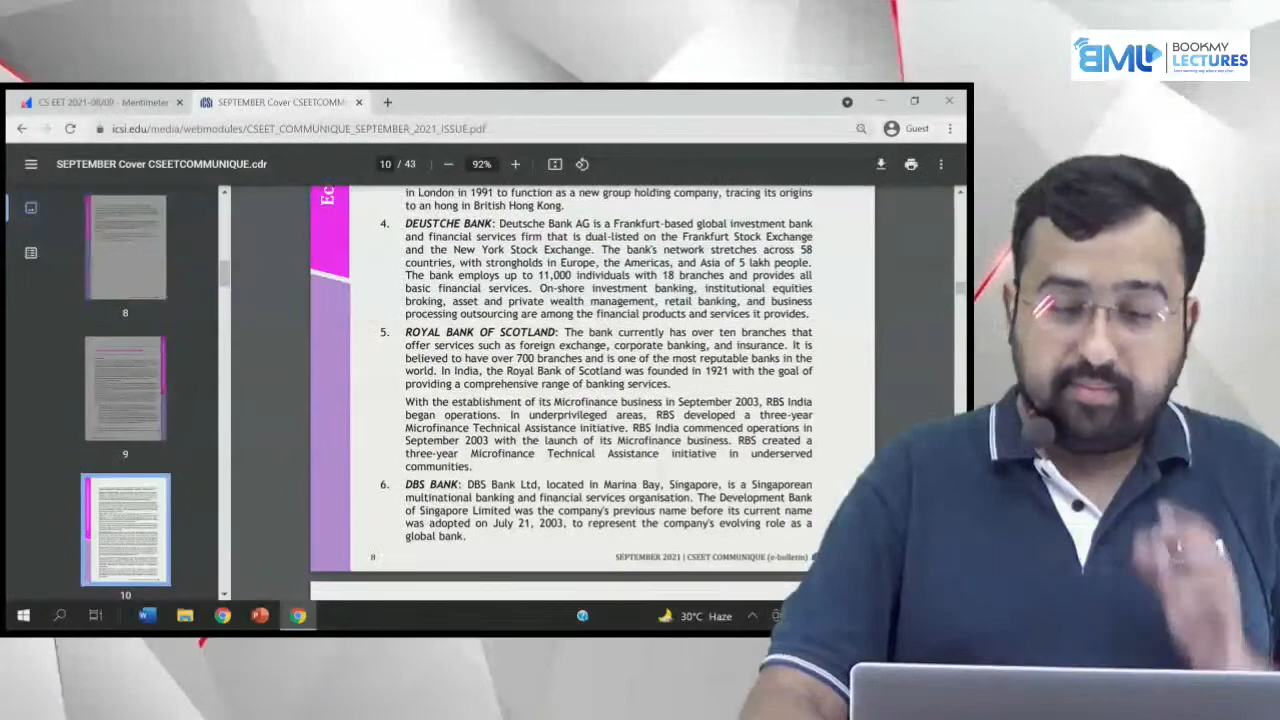 BML
BOOKMY
LECTURES
CS EET 2021-08/09 - Mentimeter
SEPTEMBER Cover CSEETCOMM
icsi.edu/media/webmodules/CSEET_COMMUNIQUE_SEPTEMBER_2021_ISSUE.pdf
Guest
SEPTEMBER Cover CSEETCOMMUNIQUE.cdr
10 / 43
92%
Ec
in London in 1991 to function as a new group holding company, tracing its origins
to an hong in British Hong Kong.
4. DEUSTCHE BANK: Deutsche Bank AG is a Frankfurt-based global investment bank
and financial services firm that is dual-listed on the Frankfurt Stock Exchange
and the New York Stock Exchange. The bank's network stretches across 58
countries, with strongholds in Europe, the Americas, and Asia of 5 lakh people.
The bank employs up to 11,000 individuals with 18 branches and provides all
basic financial services. On-shore investment banking, institutional equities
broking, asset and private wealth management, retail banking, and business
processing outsourcing are among the financial products and services it provides.
5. ROYAL BANK OF SCOTLAND: The bank currently has over ten branches that
offer services such as foreign exchange, corporate banking, and insurance. It is
believed to have over 700 branches and is one of the most reputable banks in the
world. In India, the Royal Bank of Scotland was founded in 1921 with the goal of
providing a comprehensive range of banking services.
With the establishment of its Microfinance business in September 2003, RBS India
began operations. In underprivileged areas, RBS developed a three-year
Microfinance Technical Assistance initiative. RBS India commenced operations in
September 2003 with the launch of its Microfinance business. RBS created a
three-year Microfinance Technical Assistance initiative in underserved
communities.
6. DBS BANK: DBS Bank Ltd, located in Marina Bay, Singapore, is a Singaporean
multinational banking and financial services organisation. The Development Bank
of Singapore Limited was the company's previous name before its current name
was adopted on July 21, 2003, to represent the company's evolving role as a
global bank.
8 SEPTEMBER 2021 | CSEET COMMUNIQUE (e-bulletin)
8
9
10
30°C Haze